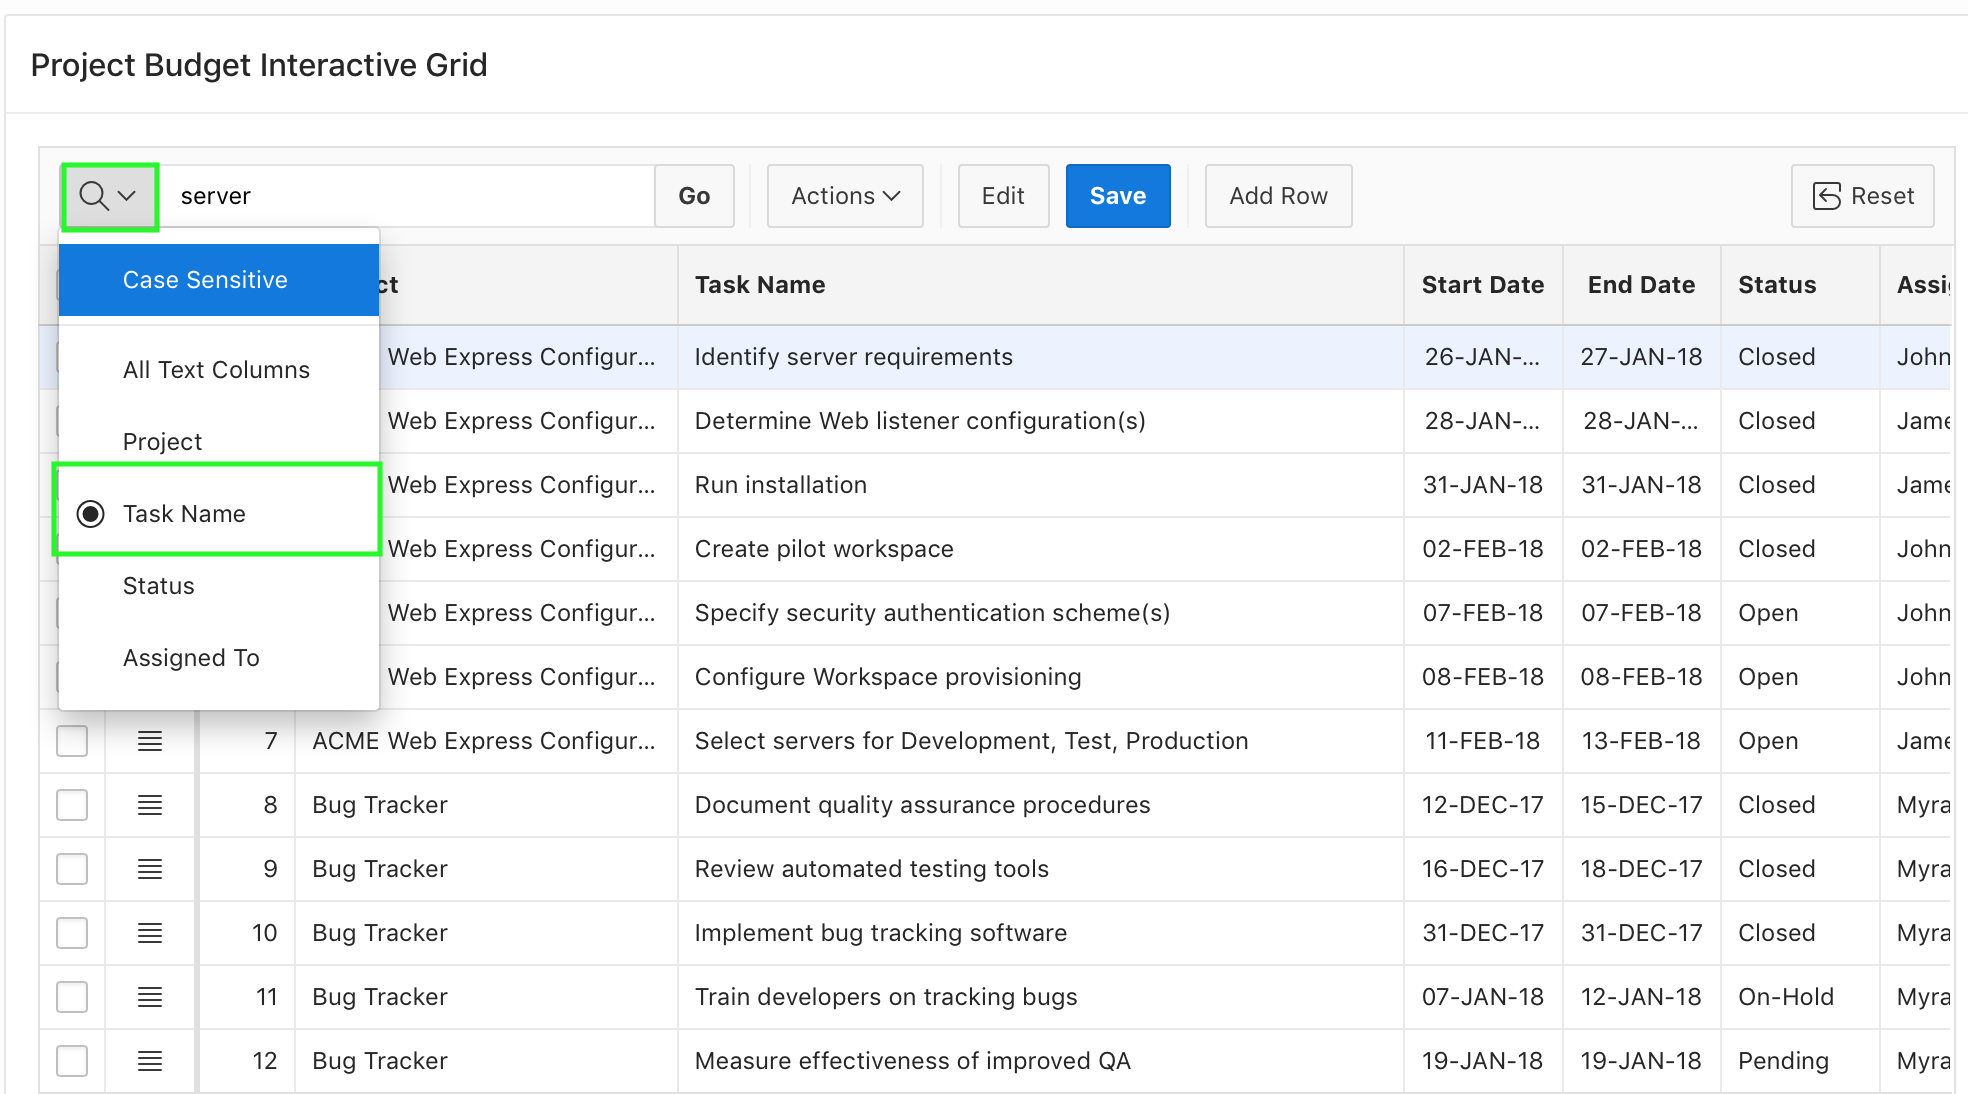 Project Budget Interactive Grid
server Go Actions Edit Save Add Row Reset
Case Sensitive
All Text Columns
Project
Task Name
Status
Assigned To
ct Task Name Start Date End Date Status Assi
Web Express Configur... Identify server requirements 26-JAN-... 27-JAN-18 Closed John
Web Express Configur... Determine Web listener configuration(s) 28-JAN-... 28-JAN-... Closed Jame
Web Express Configur... Run installation 31-JAN-18 31-JAN-18 Closed Jame
Web Express Configur... Create pilot workspace 02-FEB-18 02-FEB-18 Closed John
Web Express Configur... Specify security authentication scheme(s) 07-FEB-18 07-FEB-18 Open John
Web Express Configur... Configure Workspace provisioning 08-FEB-18 08-FEB-18 Open John
7 ACME Web Express Configur... Select servers for Development, Test, Production 11-FEB-18 13-FEB-18 Open Jame
8 Bug Tracker Document quality assurance procedures 12-DEC-17 15-DEC-17 Closed Myra
9 Bug Tracker Review automated testing tools 16-DEC-17 18-DEC-17 Closed Myra
10 Bug Tracker Implement bug tracking software 31-DEC-17 31-DEC-17 Closed Myra
11 Bug Tracker Train developers on tracking bugs 07-JAN-18 12-JAN-18 On-Hold Myra
12 Bug Tracker Measure effectiveness of improved QA 19-JAN-18 19-JAN-18 Pending Myra